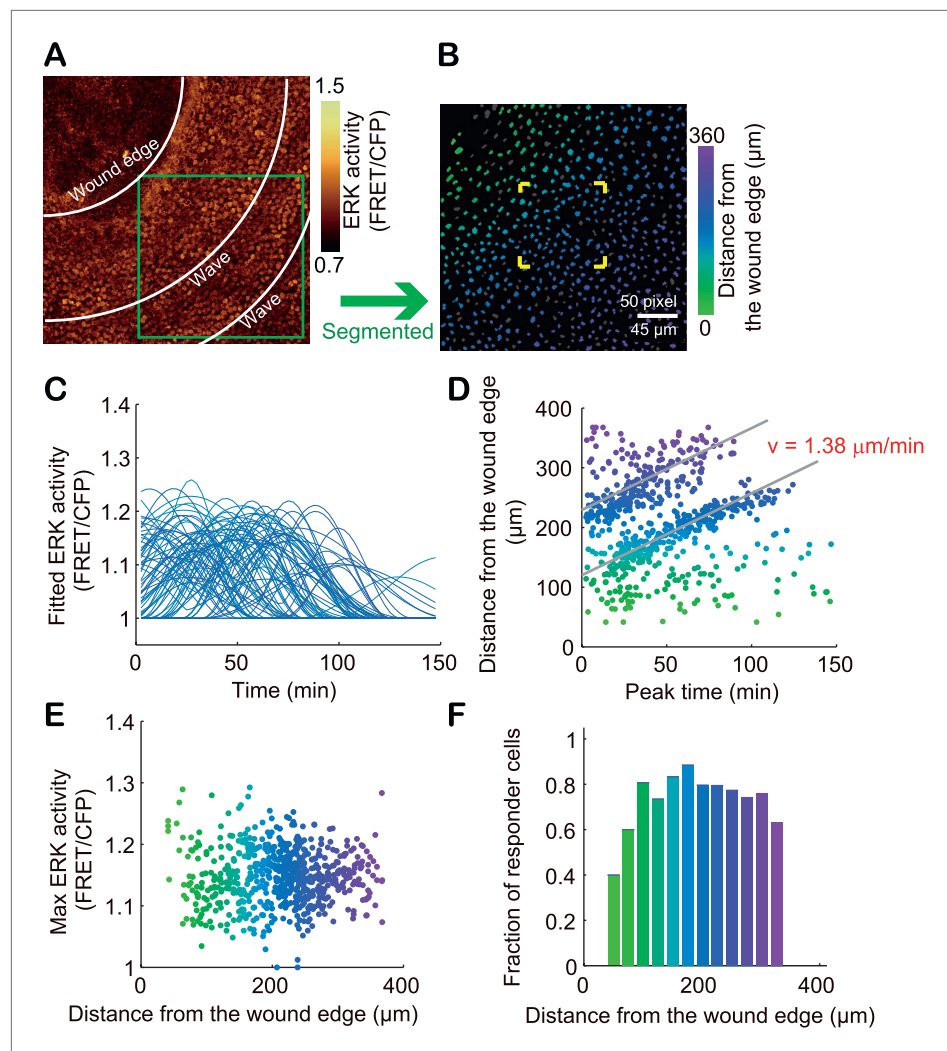 A
Wound edge
Wave
Wave
1.5
0.7
ERK activity
(FRET/CFP)
Segmented
B
50 pixel
45 µm
360
0
Distance from
the wound edge (µm)
C
1.4
1.3
1.2
1.1
1
Fitted ERK activity
(FRET/CFP)
0
50
100
150
Time (min)
D
400
300
200
100
0
Distance from the wound edge
(µm)
v = 1.38 µm/min
0
50
100
150
Peak time (min)
E
1.4
1.3
1.2
1.1
1
Max ERK activity
(FRET/CFP)
0
200
400
Distance from the wound edge (µm)
F
1
0.8
0.6
0.4
0.2
0
Fraction of responder cells
0
200
400
Distance from the wound edge (µm)